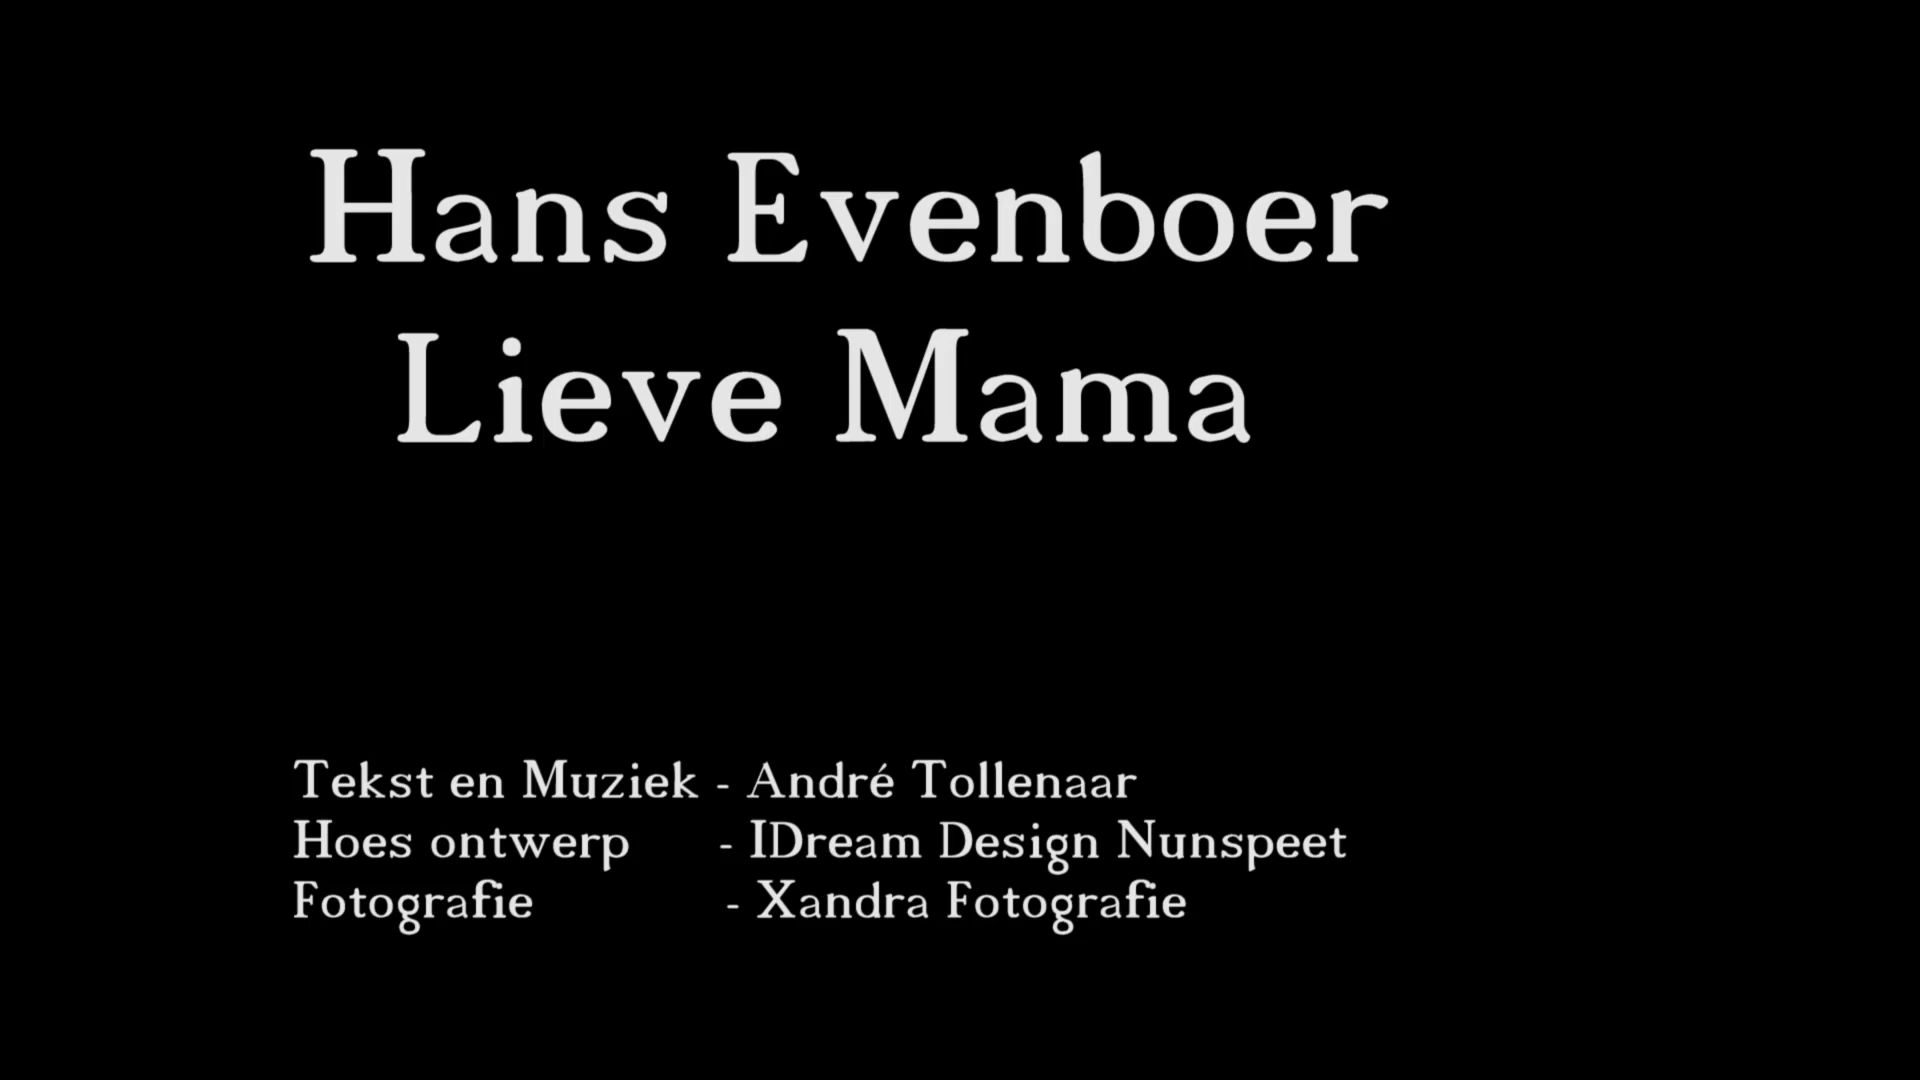 Hans Evenboer
Lieve Mama
Tekst en Muziek - André Tollenaar
Hoes ontwerp - IDream Design Nunspeet
Fotografie - Xandra Fotografie